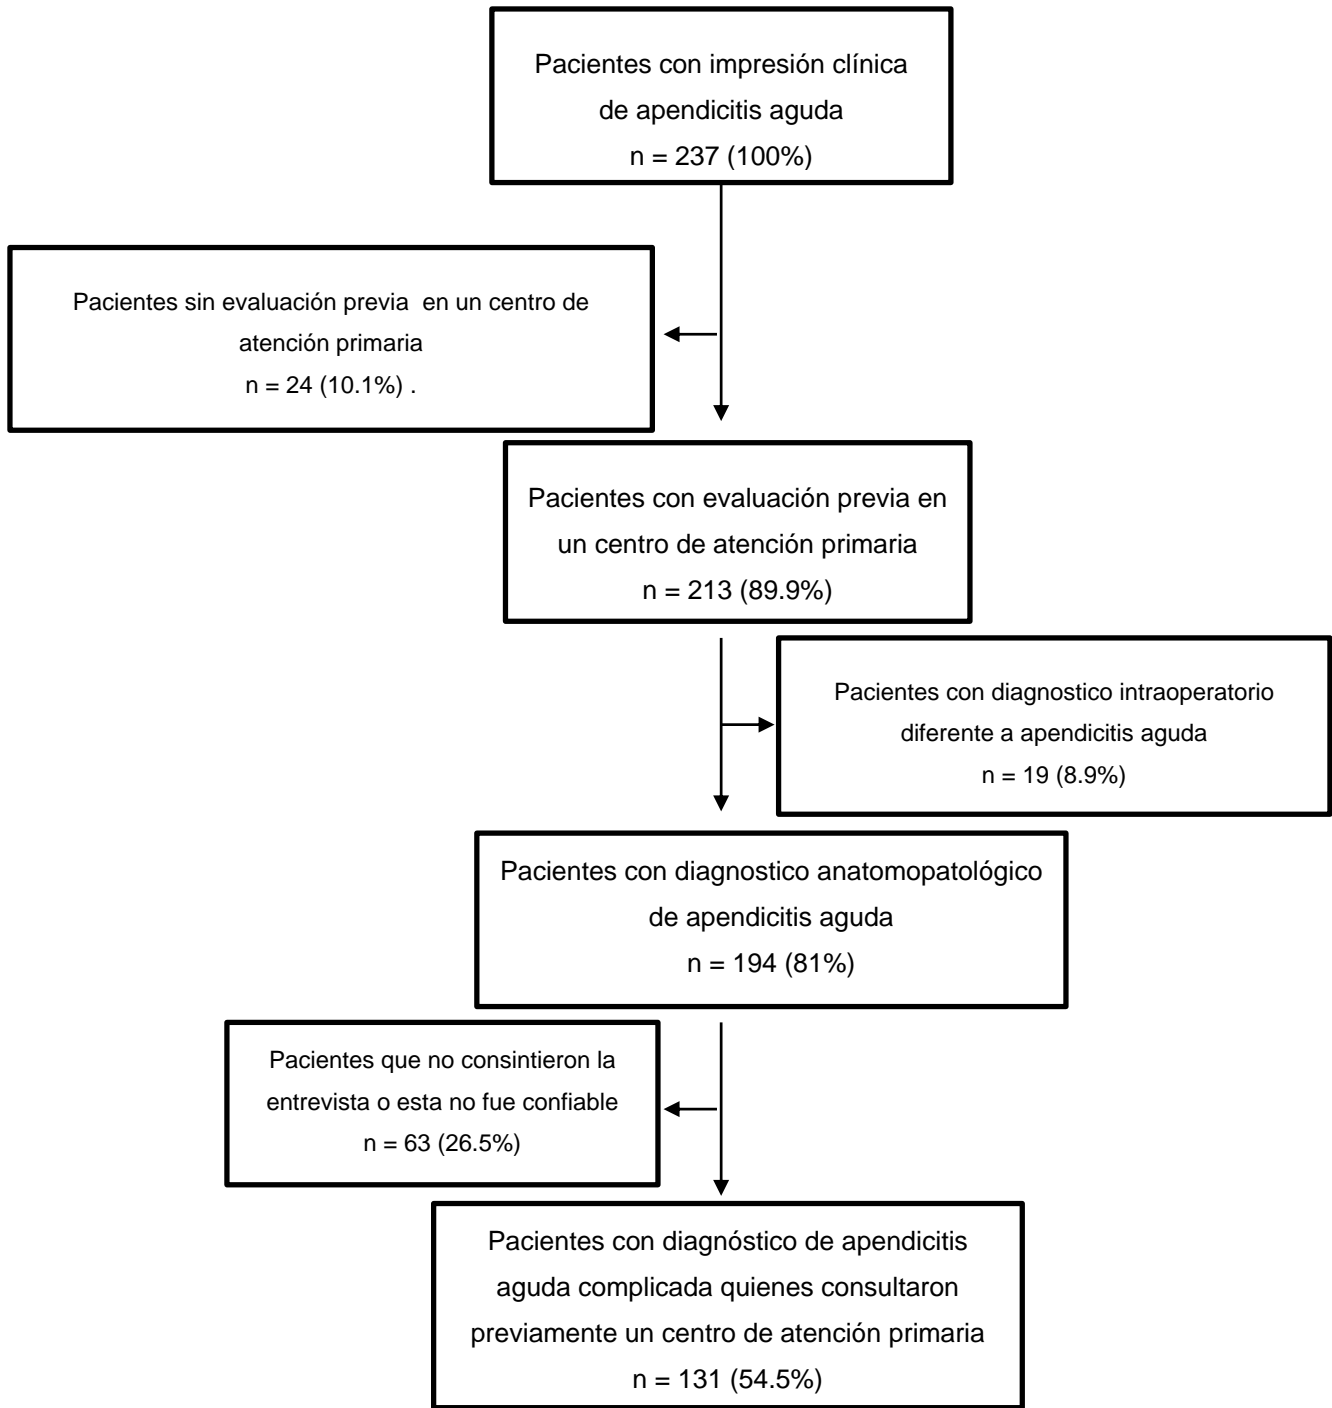 Pacientes con impresión clínica
de apendicitis aguda
n = 237 (100%)
Pacientes sin evaluación previa  en un centro de
atención primaria
n = 24 (10.1%) .
Pacientes con evaluación previa en
un centro de atención primaria
n = 213 (89.9%)
Pacientes con diagnostico intraoperatorio
diferente a apendicitis aguda
n = 19 (8.9%)
Pacientes con diagnostico anatomopatológico
de apendicitis aguda
n = 194 (81%)
Pacientes que no consintieron la
entrevista o esta no fue confiable
n = 63 (26.5%)
Pacientes con diagnóstico de apendicitis
aguda complicada quienes consultaron
previamente un centro de atención primaria
n = 131 (54.5%)